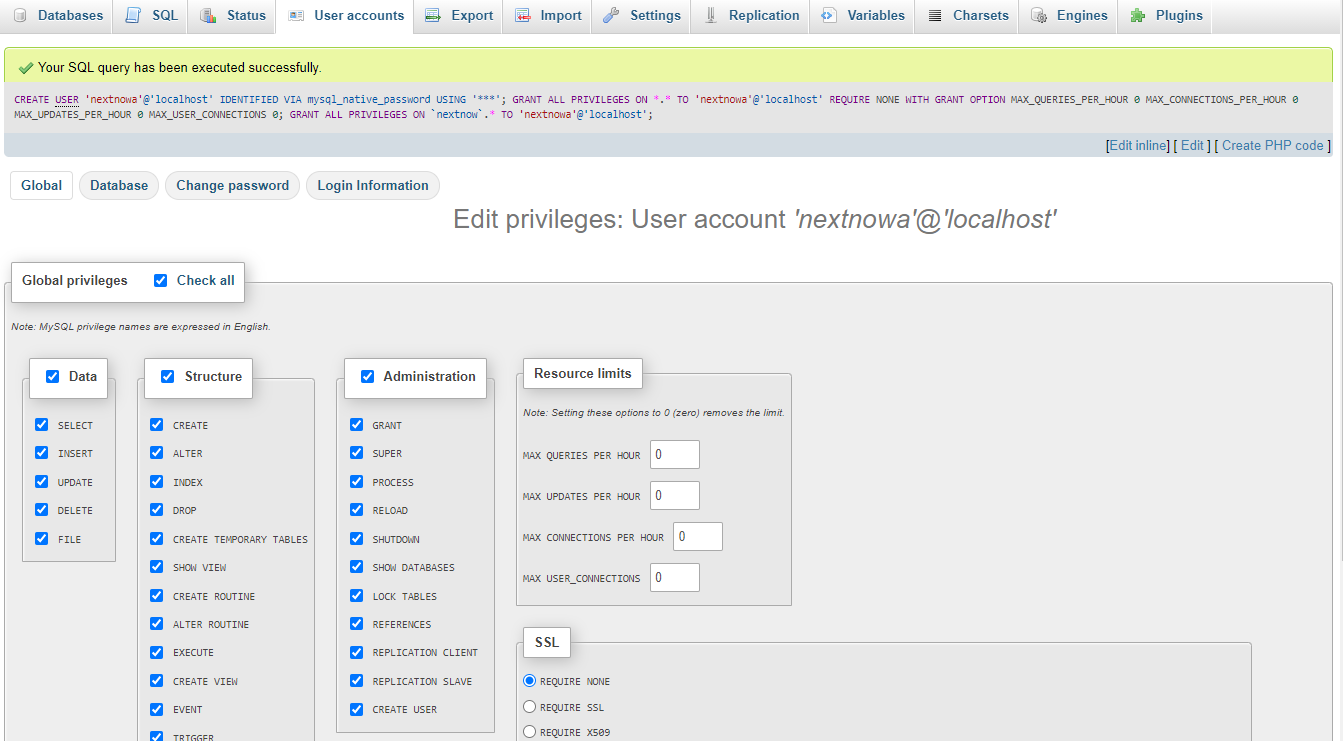 Databases SQL Status User accounts Export Import Settings Replication Variables Charsets Engines Plugins
Your SQL query has been executed successfully.
CREATE USER 'nextnowa'@'localhost' IDENTIFIED VIA mysql_native_password USING '***'; GRANT ALL PRIVILEGES ON *.* TO 'nextnowa'@'localhost' REQUIRE NONE WITH GRANT OPTION MAX_QUERIES_PER_HOUR 0 MAX_CONNECTIONS_PER_HOUR 0
MAX_UPDATES_PER_HOUR 0 MAX_USER_CONNECTIONS 0; GRANT ALL PRIVILEGES ON `nextnow`.* TO 'nextnowa'@'localhost';
[Edit inline] [ Edit ] [ Create PHP code ]
Global Database Change password Login Information
Edit privileges: User account 'nextnowa'@'localhost'
Global privileges Check all
Note: MySQL privilege names are expressed in English.
Data
SELECT
INSERT
UPDATE
DELETE
FILE
Structure
CREATE
ALTER
INDEX
DROP
CREATE TEMPORARY TABLES
SHOW VIEW
CREATE ROUTINE
ALTER ROUTINE
EXECUTE
CREATE VIEW
EVENT
TRIGGER
Administration
GRANT
SUPER
PROCESS
RELOAD
SHUTDOWN
SHOW DATABASES
LOCK TABLES
REFERENCES
REPLICATION CLIENT
REPLICATION SLAVE
CREATE USER
Resource limits
Note: Setting these options to 0 (zero) removes the limit.
MAX QUERIES PER HOUR 0
MAX UPDATES PER HOUR 0
MAX CONNECTIONS PER HOUR 0
MAX USER_CONNECTIONS 0
SSL
REQUIRE NONE
REQUIRE SSL
REQUIRE X509